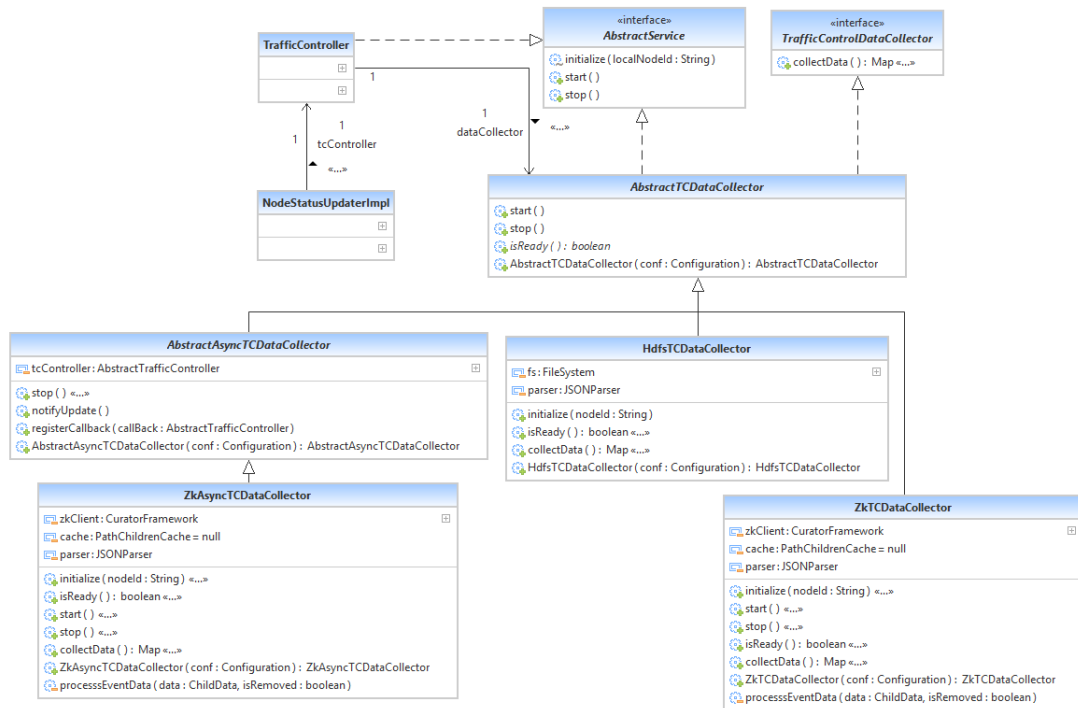 TrafficController
«interface»
AbstractService
initialize ( localNodeId : String )
start ( )
stop ( )
«interface»
TrafficControlDataCollector
collectData ( ) : Map «...»
1
1
dataCollector
«...»
1
1
tcController
«...»
NodeStatusUpdaterImpl
AbstractTCDataCollector
start ( )
stop ( )
isReady ( ) : boolean
AbstractTCDataCollector ( conf : Configuration ) : AbstractTCDataCollector
AbstractAsyncTCDataCollector
tcController : AbstractTrafficController
stop ( ) «...»
notifyUpdate ( )
registerCallback ( callBack : AbstractTrafficController )
AbstractAsyncTCDataCollector ( conf : Configuration ) : AbstractAsyncTCDataCollector
HdfsTCDataCollector
fs : FileSystem
parser : JSONParser
initialize ( nodeId : String )
isReady ( ) : boolean «...»
collectData ( ) : Map «...»
HdfsTCDataCollector ( conf : Configuration ) : HdfsTCDataCollector
ZkAsyncTCDataCollector
zkClient : CuratorFramework
cache : PathChildrenCache = null
parser : JSONParser
initialize ( nodeId : String ) «...»
isReady ( ) : boolean «...»
start ( ) «...»
stop ( ) «...»
collectData ( ) : Map «...»
ZkAsyncTCDataCollector ( conf : Configuration ) : ZkAsyncTCDataCollector
processsEventData ( data : ChildData, isRemoved : boolean )
ZkTCDataCollector
zkClient : CuratorFramework
cache : PathChildrenCache = null
parser : JSONParser
initialize ( nodeId : String ) «...»
start ( ) «...»
stop ( ) «...»
isReady ( ) : boolean «...»
collectData ( ) : Map «...»
ZkTCDataCollector ( conf : Configuration ) : ZkTCDataCollector
processsEventData ( data : ChildData, isRemoved : boolean )